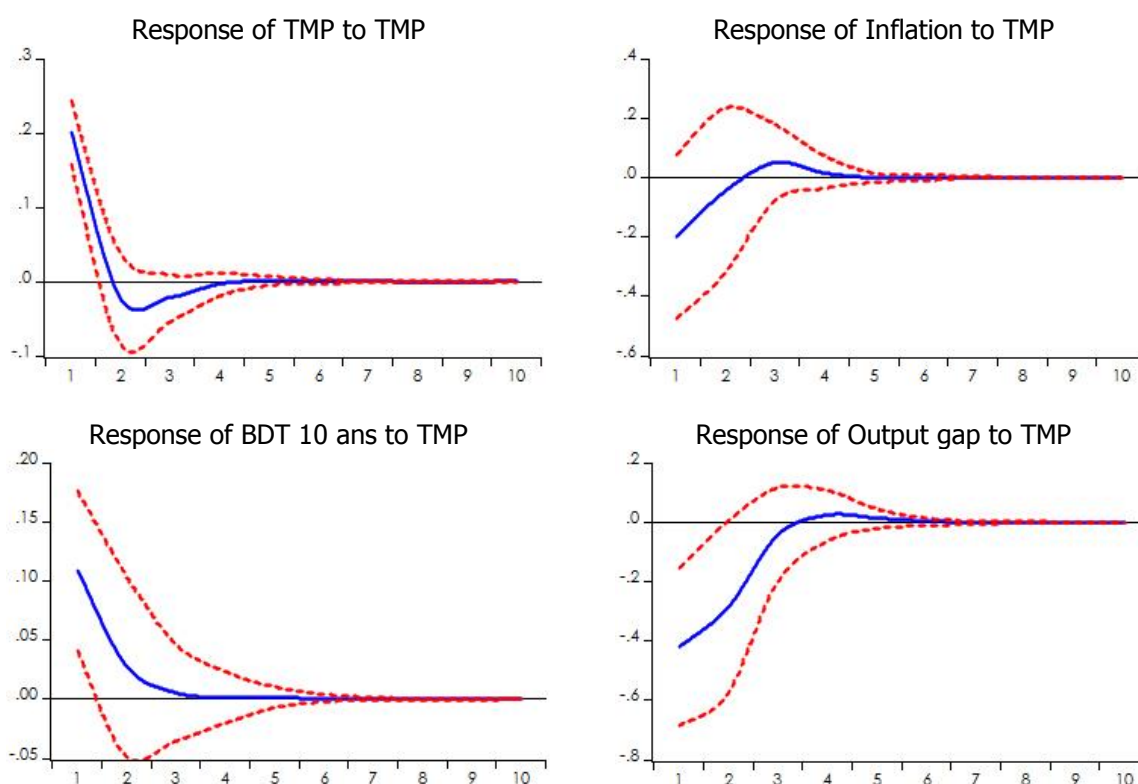 Response of TMP to TMP
.3
.2
.1
.0
-.1
1 2 3 4 5 6 7 8 9 10
Response of Inflation to TMP
.4
.2
.0
-.2
-.4
-.6
1 2 3 4 5 6 7 8 9 10
Response of BDT 10 ans to TMP
.20
.15
.10
.05
.00
-.05
1 2 3 4 5 6 7 8 9 10
Response of Output gap to TMP
.2
.0
-.2
-.4
-.6
-.8
1 2 3 4 5 6 7 8 9 10